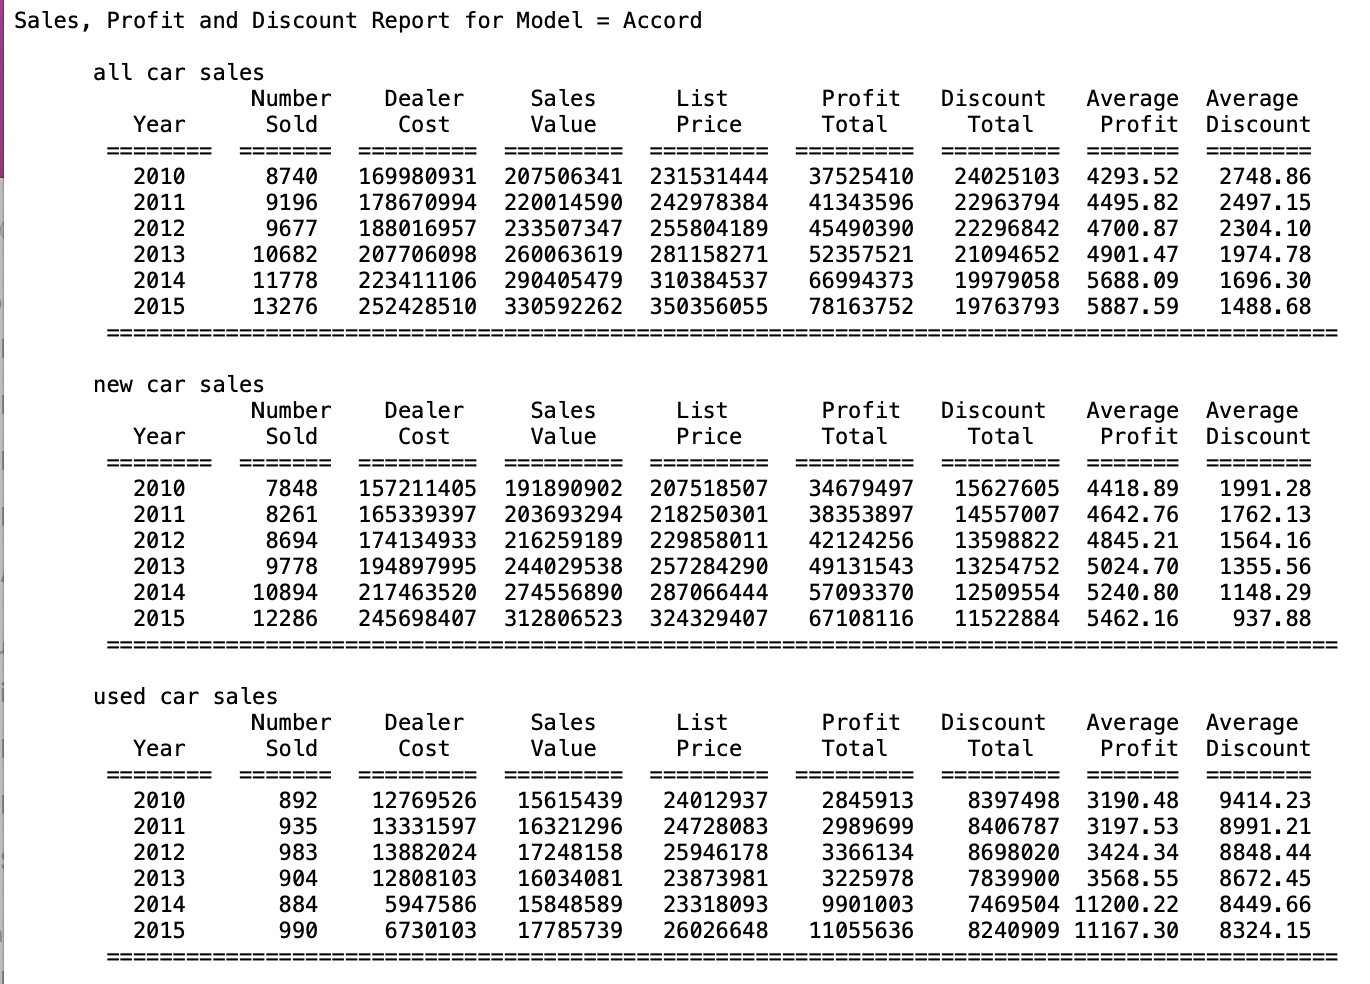 Sales, Profit and Discount Report for Model = Accord
all car sales
Number Dealer Sales List Profit Discount Average Average
Year Sold Cost Value Price Total Total Profit Discount
======== ======= ========= ========= ========= ========= ========= ======= ========
2010 8740 169980931 207506341 231531444 37525410 24025103 4293.52 2748.86
2011 9196 178670994 220014590 242978384 41343596 22963794 4495.82 2497.15
2012 9677 188016957 233507347 255804189 45490390 22296842 4700.87 2304.10
2013 10682 207706098 260063619 281158271 52357521 21094652 4901.47 1974.78
2014 11778 223411106 290405479 310384537 66994373 19979058 5688.09 1696.30
2015 13276 252428510 330592262 350356055 78163752 19763793 5887.59 1488.68
=============================================================================================
new car sales
Number Dealer Sales List Profit Discount Average Average
Year Sold Cost Value Price Total Total Profit Discount
======== ======= ========= ========= ========= ========= ========= ======= ========
2010 7848 157211405 191890902 207518507 34679497 15627605 4418.89 1991.28
2011 8261 165339397 203693294 218250301 38353897 14557007 4642.76 1762.13
2012 8694 174134933 216259189 229858011 42124256 13598822 4845.21 1564.16
2013 9778 194897995 244029538 257284290 49131543 13254752 5024.70 1355.56
2014 10894 217463520 274556890 287066444 57093370 12509554 5240.80 1148.29
2015 12286 245698407 312806523 324329407 67108116 11522884 5462.16 937.88
=============================================================================================
used car sales
Number Dealer Sales List Profit Discount Average Average
Year Sold Cost Value Price Total Total Profit Discount
======== ======= ========= ========= ========= ========= ========= ======= ========
2010 892 12769526 15615439 24012937 2845913 8397498 3190.48 9414.23
2011 935 13331597 16321296 24728083 2989699 8406787 3197.53 8991.21
2012 983 13882024 17248158 25946178 3366134 8698020 3424.34 8848.44
2013 904 12808103 16034081 23873981 3225978 7839900 3568.55 8672.45
2014 884 5947586 15848589 23318093 9901003 7469504 11200.22 8449.66
2015 990 6730103 17785739 26026648 11055636 8240909 11167.30 8324.15
=============================================================================================